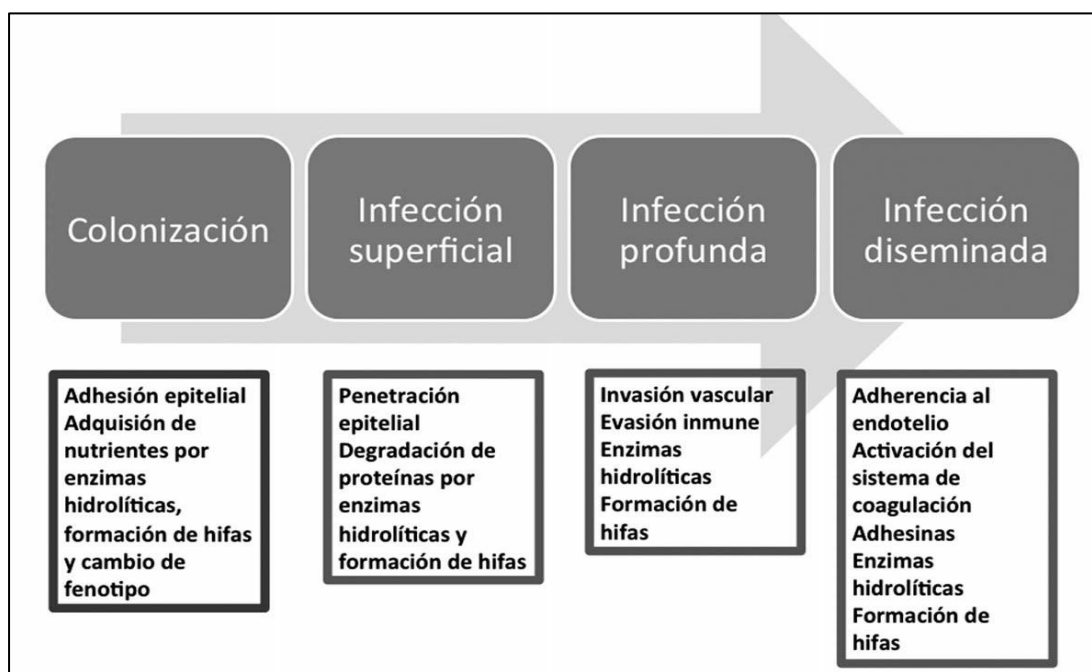 Colonización
Infección
superficial
Infección
profunda
Infección
diseminada
Adhesión epitelial
Adquisición de
nutrientes por
enzimas
hidrolíticas,
formación de hifas
y cambio de
fenotipo
Penetración
epitelial
Degradación de
proteínas por
enzimas
hidrolíticas y
formación de hifas
Invasión vascular
Evasión inmune
Enzimas
hidrolíticas
Formación de
hifas
Adherencia al
endotelio
Activación del
sistema de
coagulación
Adhesinas
Enzimas
hidrolíticas
Formación de
hifas